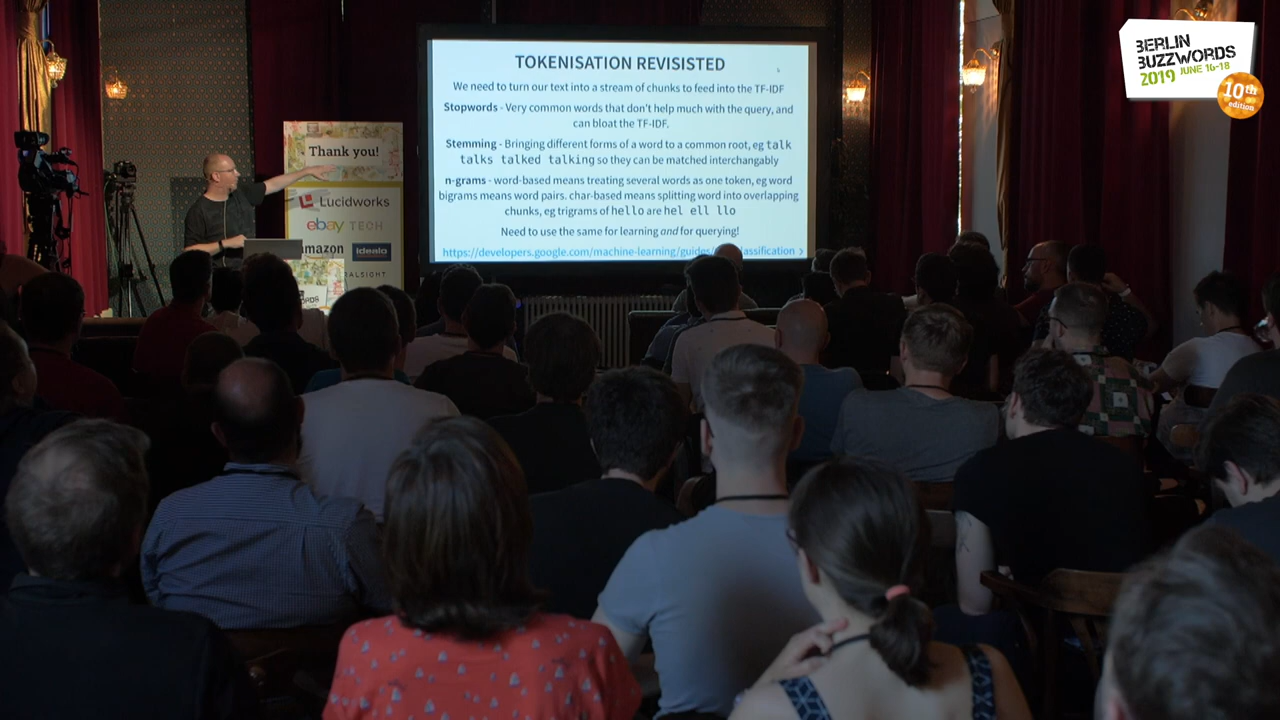 BERLIN
BUZZWORDS
2019 JUNE 16-18
10th
edition
TOKENISATION REVISISTED
We need to turn our text into a stream of chunks to feed into the TF-IDF
Stopwords - Very common words that don't help much with the query, and
can bloat the TF-IDF.
Stemming - Bringing different forms of a word to a common root, eg talk
talks talked talking so they can be matched interchangably
n-grams - word-based means treating several words as one token, eg word
bigrams means word pairs. char-based means splitting word into overlapping
chunks, eg trigrams of hello are hel ell llo
Need to use the same for learning and for querying!
https://developers.google.com/machine-learning/guides/ classification
Thank you!
Lucidworks
ebay TECH
amazon
idealo
RALSIGHT